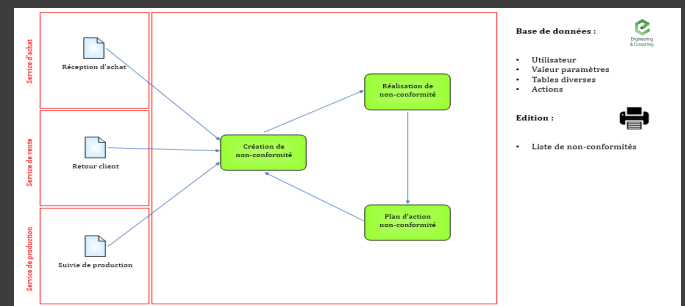 Service d'achat
Réception d'achat
Service de vente
Retour client
Service de production
Suivie de production
Création de
non-conformité
Réalisation de
non-conformité
Plan d'action
non-conformité
Base de données :
Engineering
& Consulting
• Utilisateur
• Valeur paramètres
• Tables diverses
• Actions
Edition :
• Liste de non-conformités